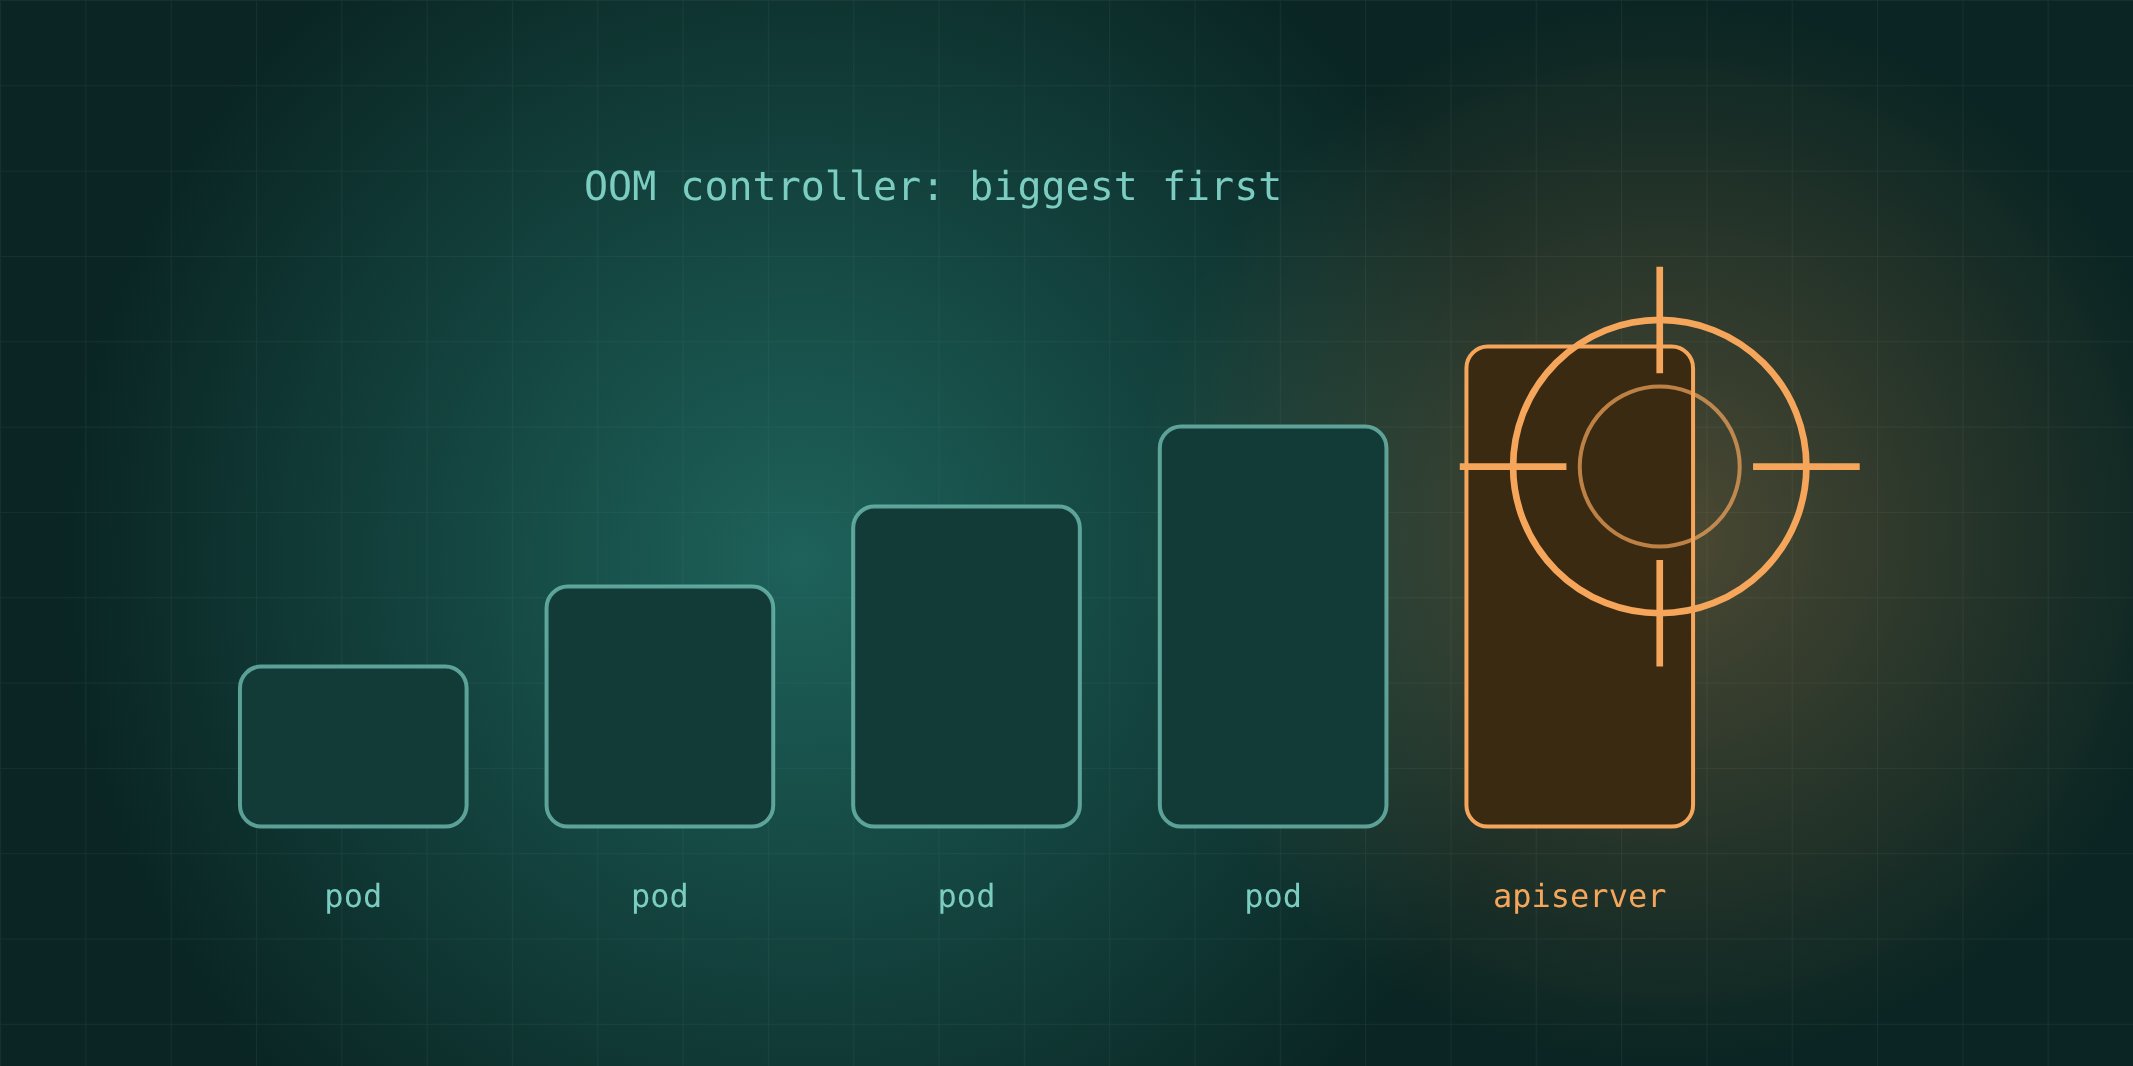 OOM controller: biggest first
pod
pod
pod
pod
apiserver